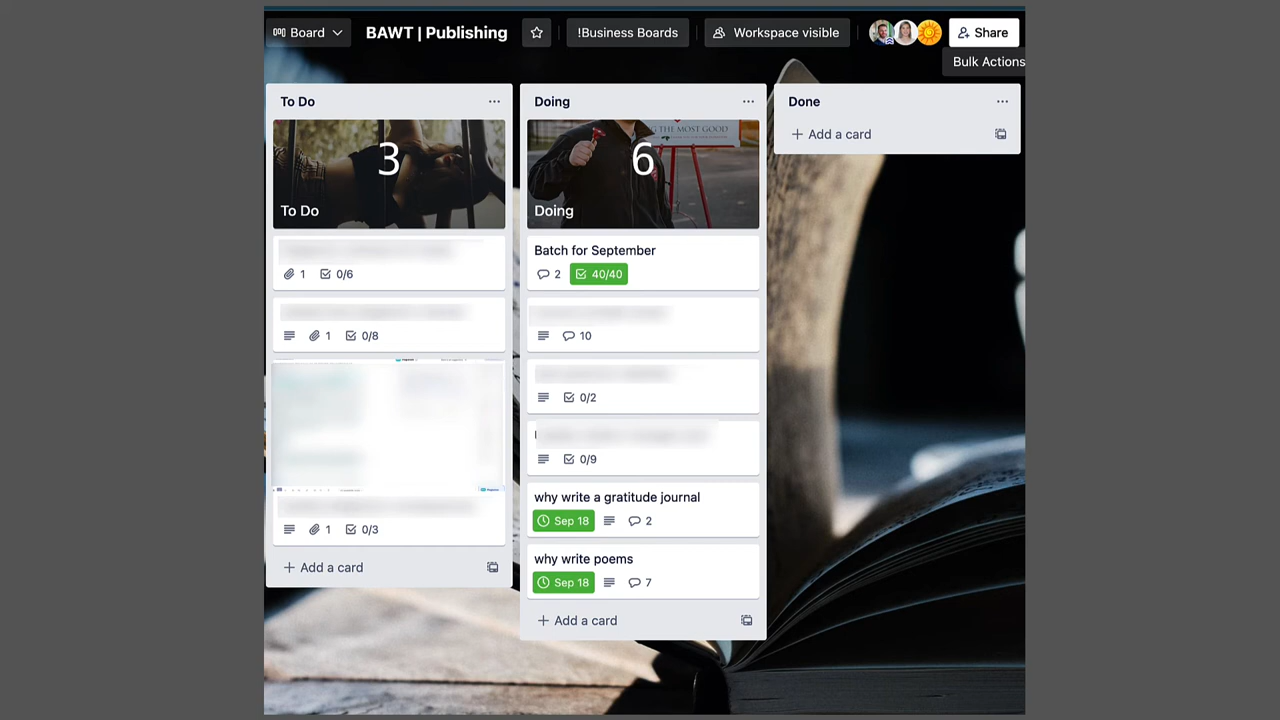 Board
BAWT | Publishing
!Business Boards
Workspace visible
Share
Bulk Actions
To Do
3
To Do
1 0/6
1 0/8
1 0/3
+ Add a card
Doing
G THE MOST GOOD
6
Doing
Batch for September
2 40/40
10
0/2
0/9
why write a gratitude journal
Sep 18 2
why write poems
Sep 18 7
+ Add a card
Done
+ Add a card